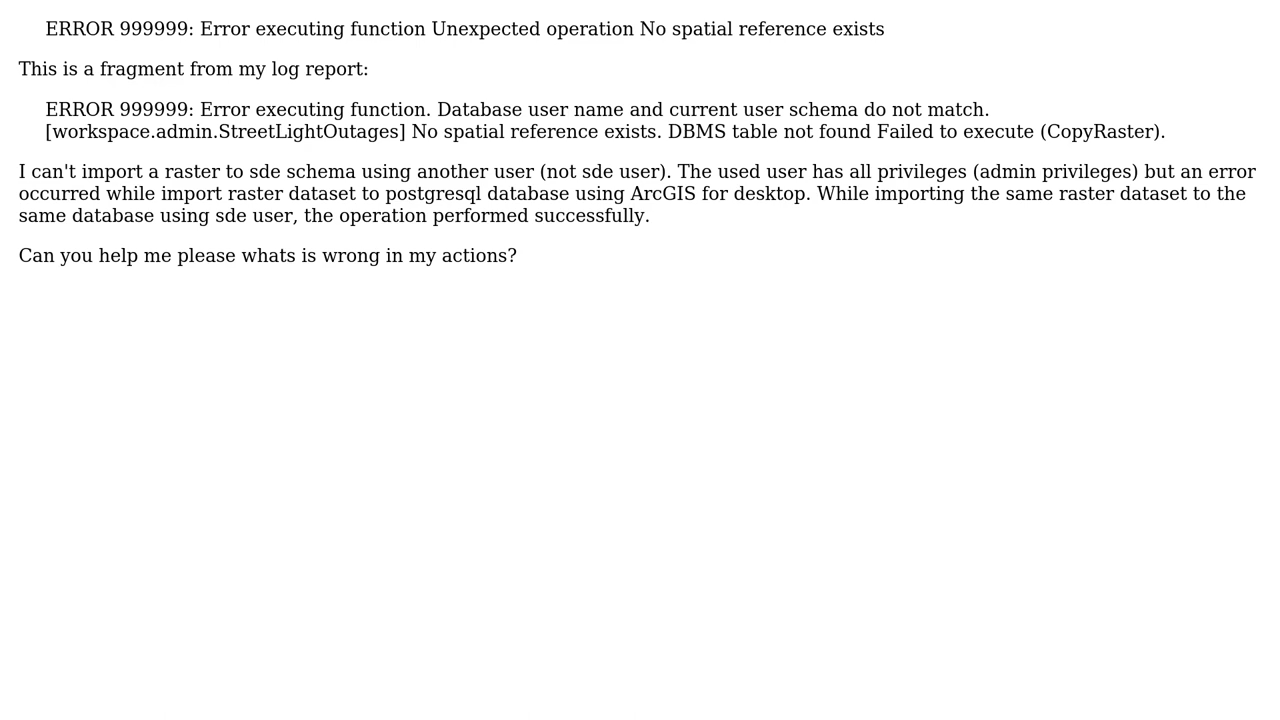 ERROR 999999: Error executing function Unexpected operation No spatial reference exists
This is a fragment from my log report:
ERROR 999999: Error executing function. Database user name and current user schema do not match.
[workspace.admin.StreetLightOutages] No spatial reference exists. DBMS table not found Failed to execute (CopyRaster).
I can't import a raster to sde schema using another user (not sde user). The used user has all privileges (admin privileges) but an error
occurred while import raster dataset to postgresql database using ArcGIS for desktop. While importing the same raster dataset to the
same database using sde user, the operation performed successfully.
Can you help me please whats is wrong in my actions?